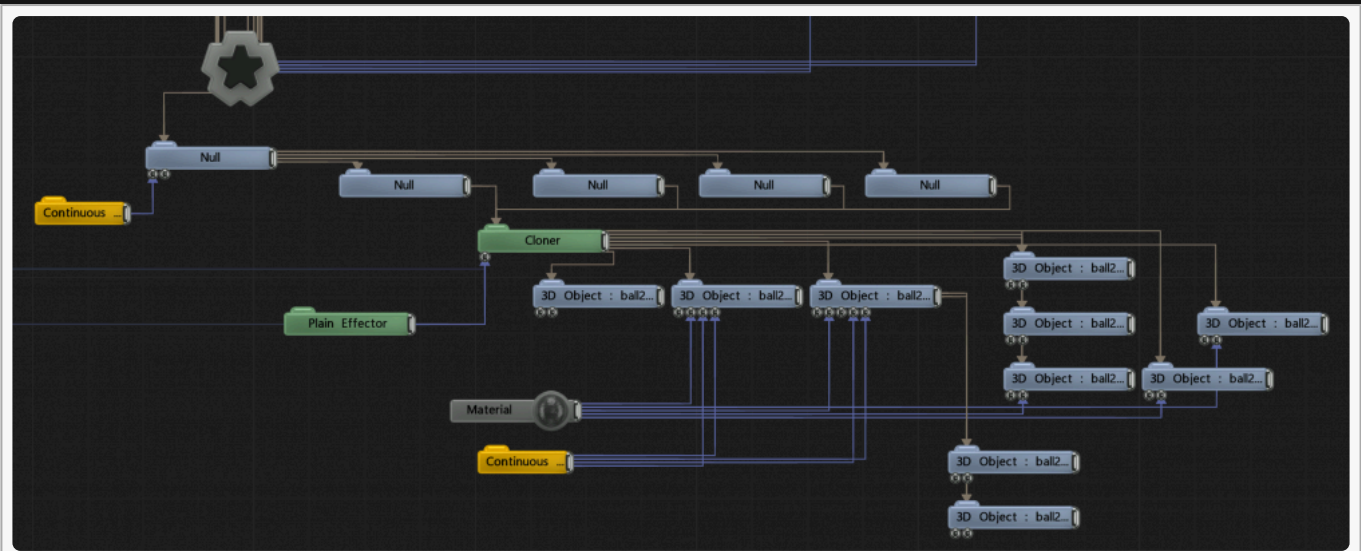 Null
Null
Null
Null
Null
Continuous ...
Cloner
3D Object : ball2...
3D Object : ball2...
3D Object : ball2...
3D Object : ball2...
Plain Effector
3D Object : ball2...
3D Object : ball2...
3D Object : ball2...
3D Object : ball2...
Material
Continuous ...
3D Object : ball2...
3D Object : ball2...